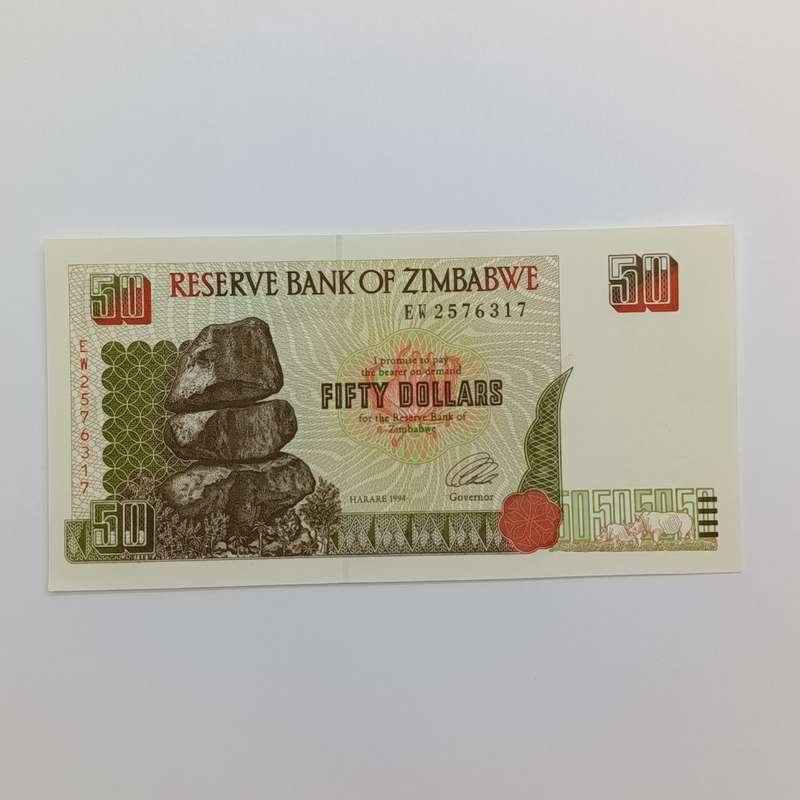 50
RESERVE BANK OF ZIMBABWE
50
EW2576317
EW2576317
I promise to pay
the bearer on demand
FIFTY DOLLARS
for the Reserve Bank of
Zimbabwe
HARARE 1994
Governor
50
50505050